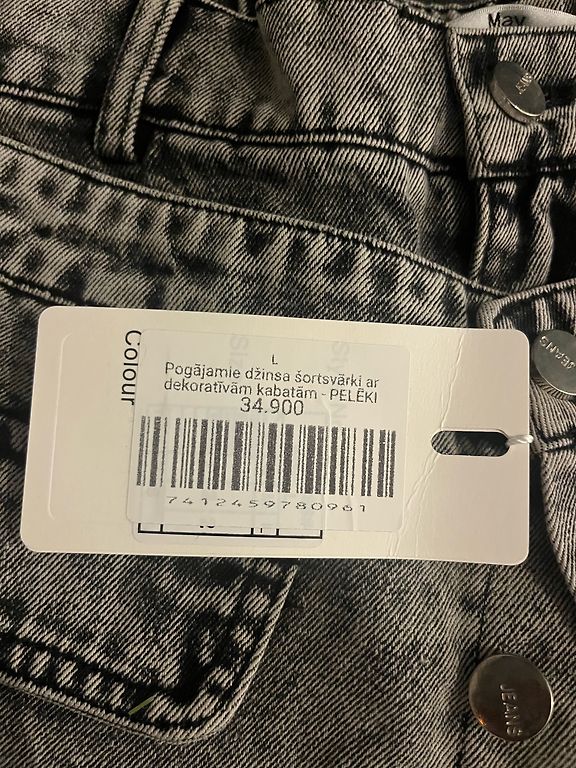 May
L
Pogājamie džinsa šortsvārki ar
dekoratīvām kabatām - PELĒKI
34.900
7412459780961
Colour
JEANS
JEANS